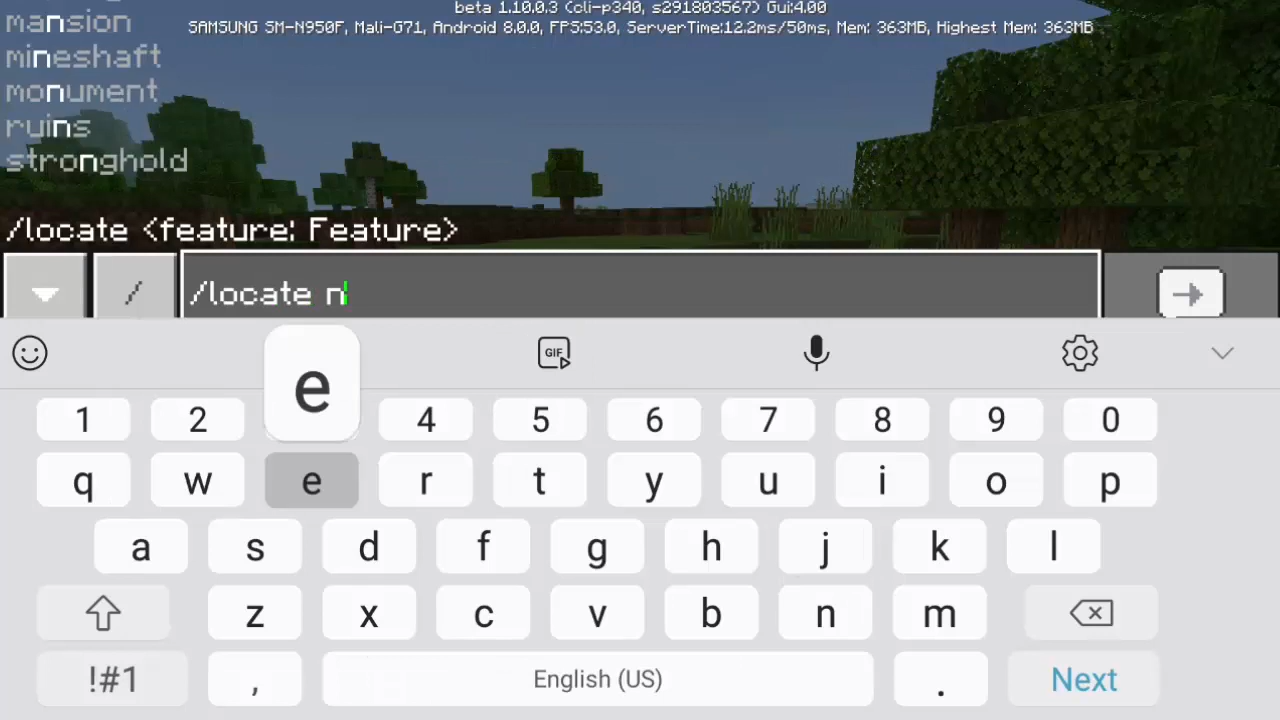 beta 1.10.0.3 (coli-p340, s291803567) Gui:4.00
SAMSUNG SM-N950F, Mali-G71, Android 8.0.0, FPS:53.0, ServerTime:12.2ms/50ms, Mem: 363MB, Highest Mem: 363MB
mansion
mineshaft
monument
ruins
stronghold
/locate <feature: Feature>
/ /locate n
GIF
e
1 2 4 5 6 7 8 9 0
q w e r t y u i o p
a s d f g h j k l
z x c v b n m
!#1 , English (US) . Next